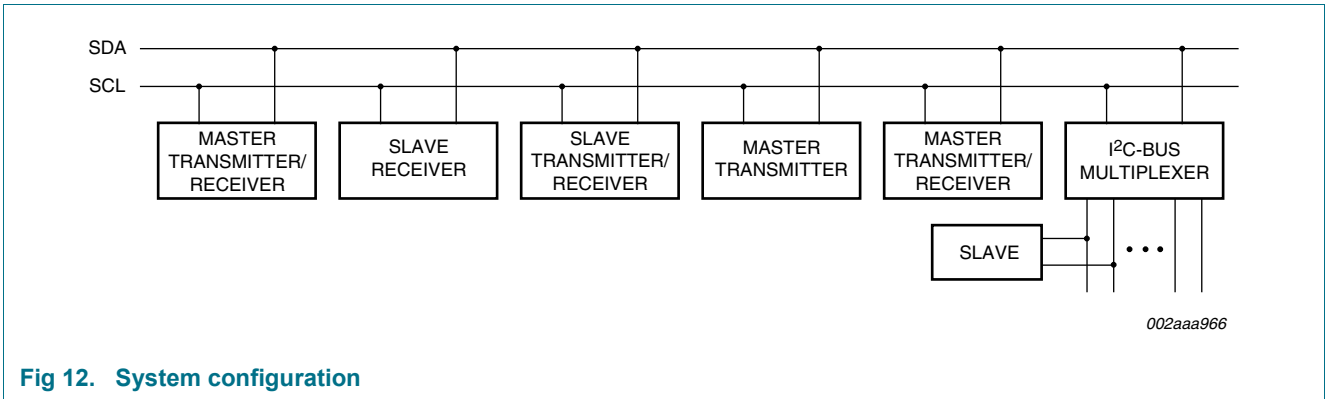 SDA
SCL
MASTER
TRANSMITTER/
RECEIVER
SLAVE
RECEIVER
SLAVE
TRANSMITTER/
RECEIVER
MASTER
TRANSMITTER
MASTER
TRANSMITTER/
RECEIVER
I²C-BUS
MULTIPLEXER
SLAVE
002aaa966
Fig 12. System configuration